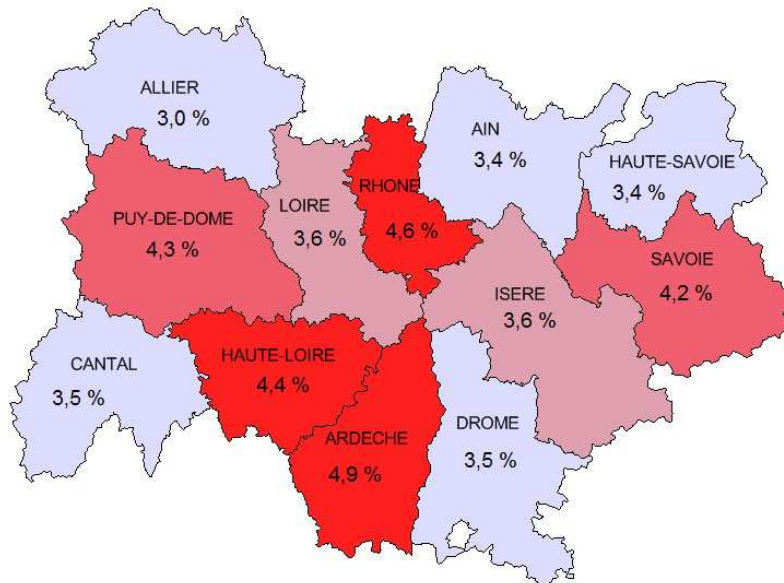 ALLIER
3,0 %
AIN
3,4 %
HAUTE-SAVOIE
3,4 %
RHONE
4,6 %
LOIRE
3,6 %
PUY-DE-DOME
4,3 %
SAVOIE
4,2 %
ISERE
3,6 %
HAUTE-LOIRE
4,4 %
CANTAL
3,5 %
ARDECHE
4,9 %
DROME
3,5 %